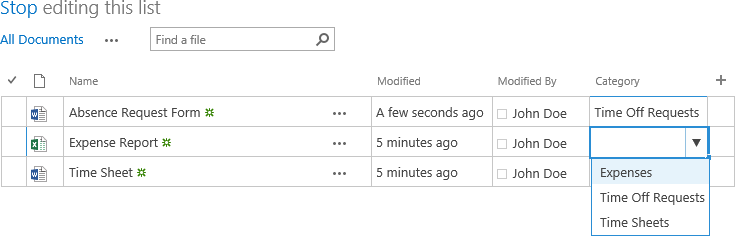 Stop editing this list
All Documents ••• Find a file
Name Modified Modified By Category +
Absence Request Form ••• A few seconds ago John Doe Time Off Requests
Expense Report ••• 5 minutes ago John Doe
Time Sheet ••• 5 minutes ago John Doe
Expenses
Time Off Requests
Time Sheets